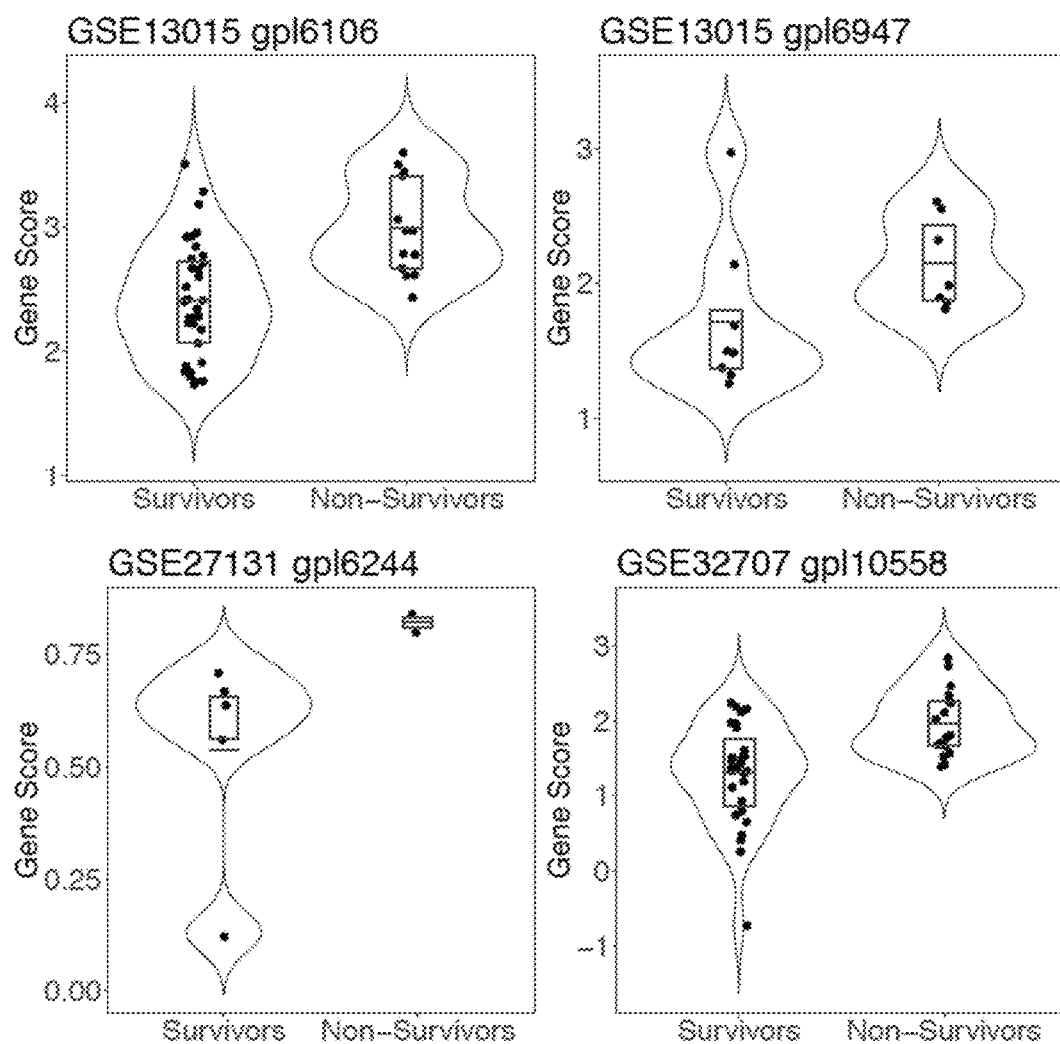 GSE13015 gpl6106
GSE13015 gpl6947
Gene Score
4
3
2
1
Survivors
Non-Survivors
Gene Score
3
2
1
Survivors
Non-Survivors
GSE27131 gpl6244
GSE32707 gpl10558
Gene Score
0.75
0.50
0.25
0.00
Survivors
Non-Survivors
Gene Score
3
2
1
0
-1
Survivors
Non-Survivors